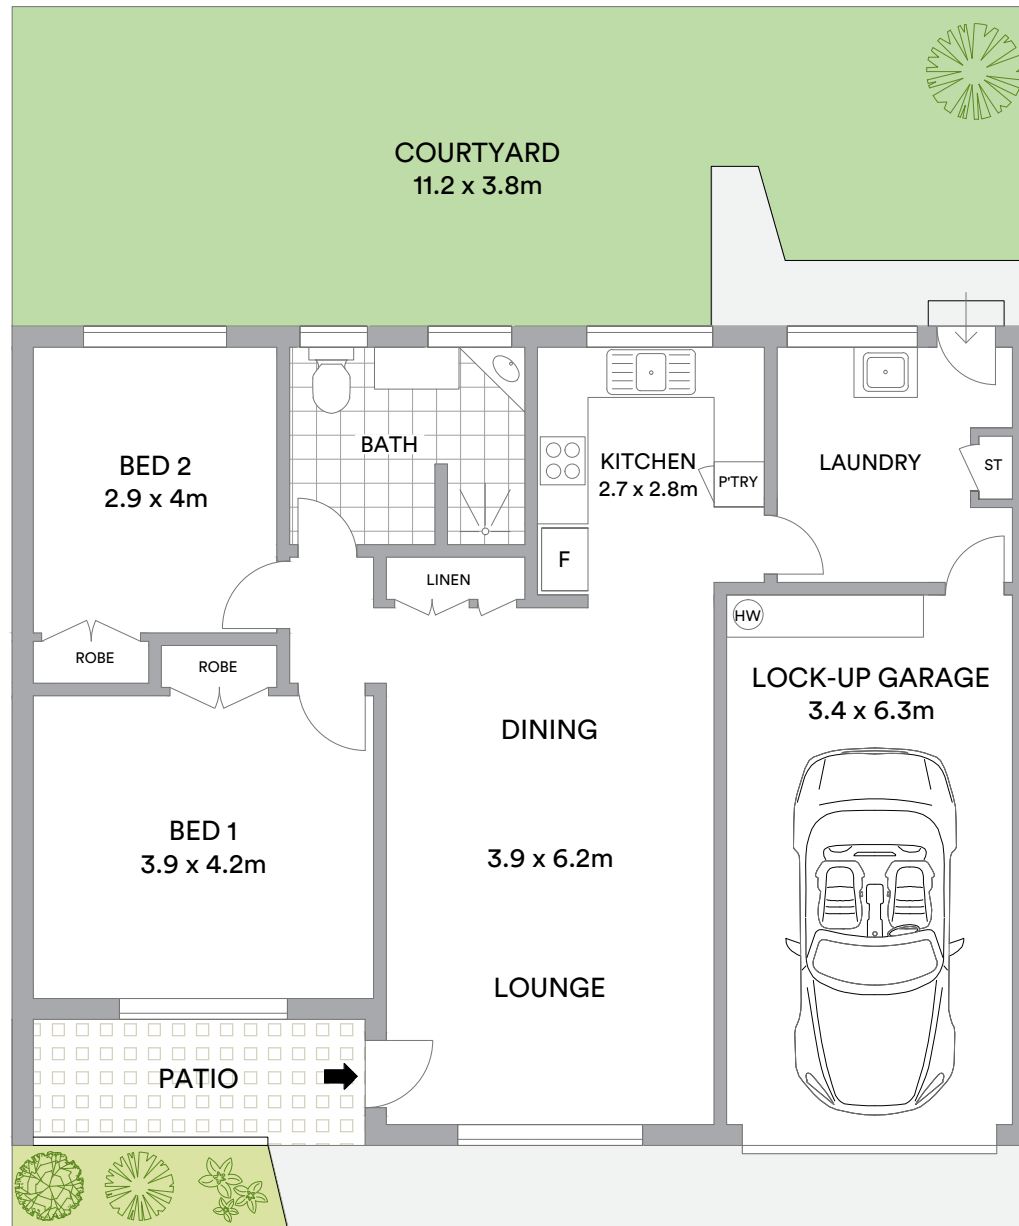 COURTYARD
11.2 x 3.8m
BED 2
2.9 x 4m
BATH
KITCHEN
2.7 x 2.8m
P'TRY
LAUNDRY
ST
F
LINEN
HW
ROBE
ROBE
LOCK-UP GARAGE
3.4 x 6.3m
DINING
BED 1
3.9 x 4.2m
3.9 x 6.2m
LOUNGE
PATIO